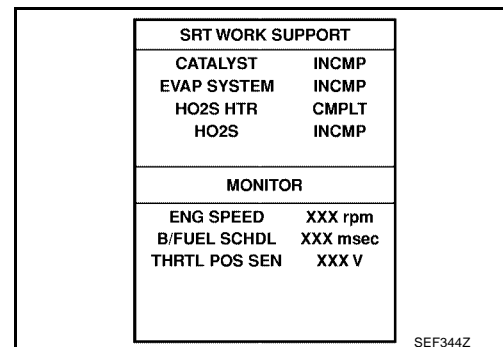 SRT WORK SUPPORT
CATALYST INCMP
EVAP SYSTEM INCMP
HO2S HTR CMPLT
HO2S INCMP
MONITOR
ENG SPEED XXX rpm
B/FUEL SCHDL XXX msec
THRTL POS SEN XXX V
SEF344Z